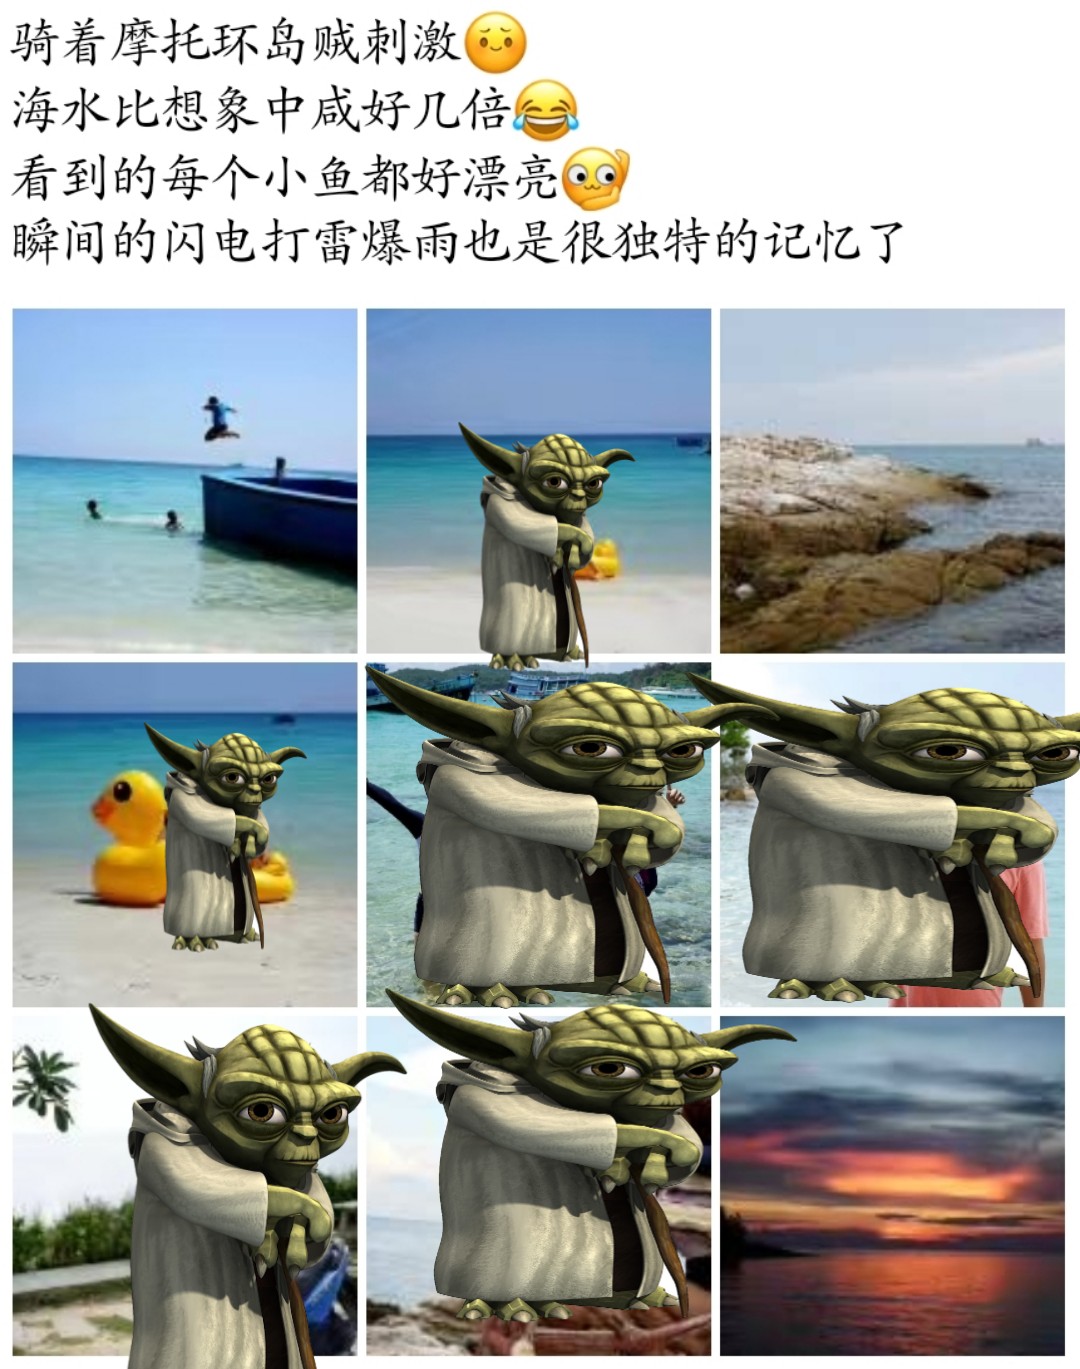 骑着摩托环岛贼刺激😔
海水比想象中咸好几倍😂
看到的每个小鱼都好漂亮
瞬间的闪电打雷爆雨也是很独特的记忆了